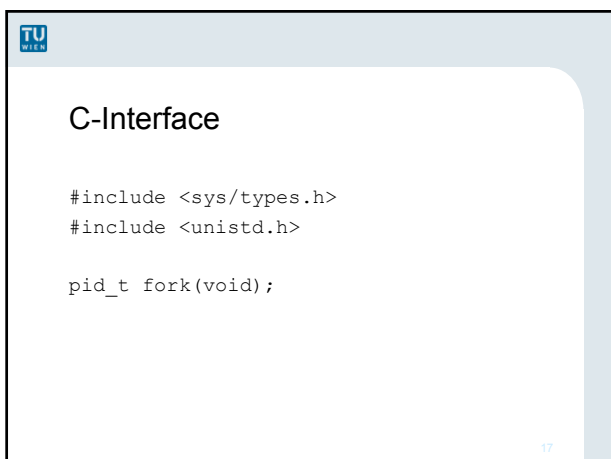 TU
WIEN
C-Interface
#include <sys/types.h>
#include <unistd.h>
pid_t fork(void);
17